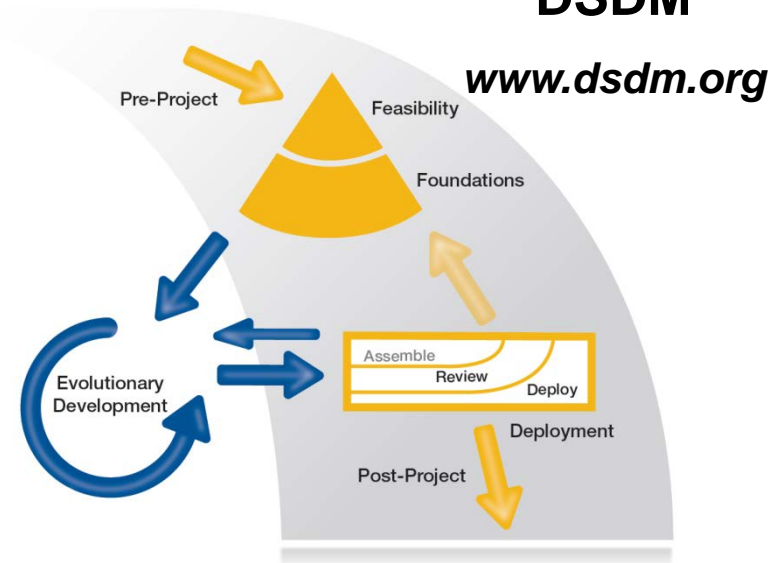 DSDM
www.dsdm.org
Pre-Project
Feasibility
Foundations
Evolutionary
Development
Assemble
Review
Deploy
Deployment
Post-Project